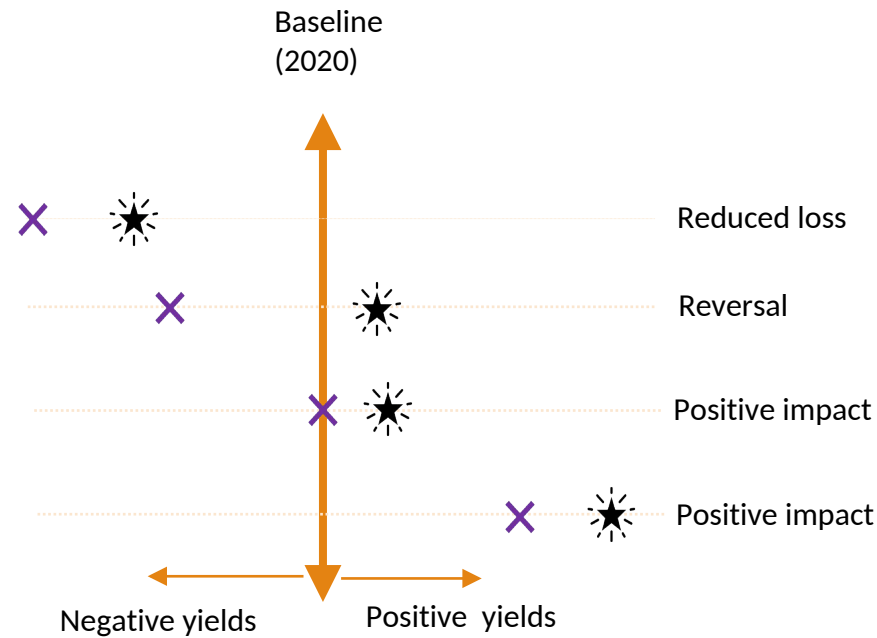 Baseline
(2020)
Reduced loss
Reversal
Positive impact
Positive impact
Negative yields
Positive  yields